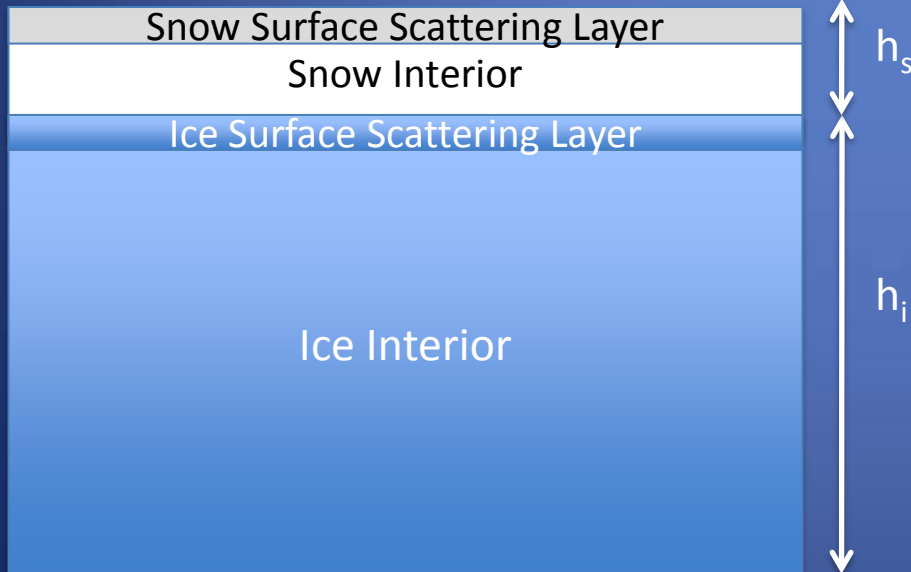 Snow Surface Scattering Layer
hs
Snow Interior
Ice Surface Scattering Layer
hi
Ice Interior